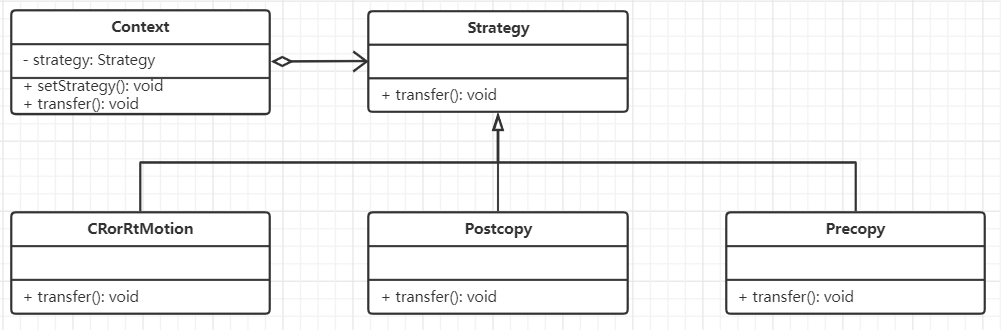 Context
- strategy: Strategy
+ setStrategy(): void
+ transfer(): void
Strategy
+ transfer(): void
CRorRtMotion
+ transfer(): void
Postcopy
+ transfer(): void
Precopy
+ transfer(): void